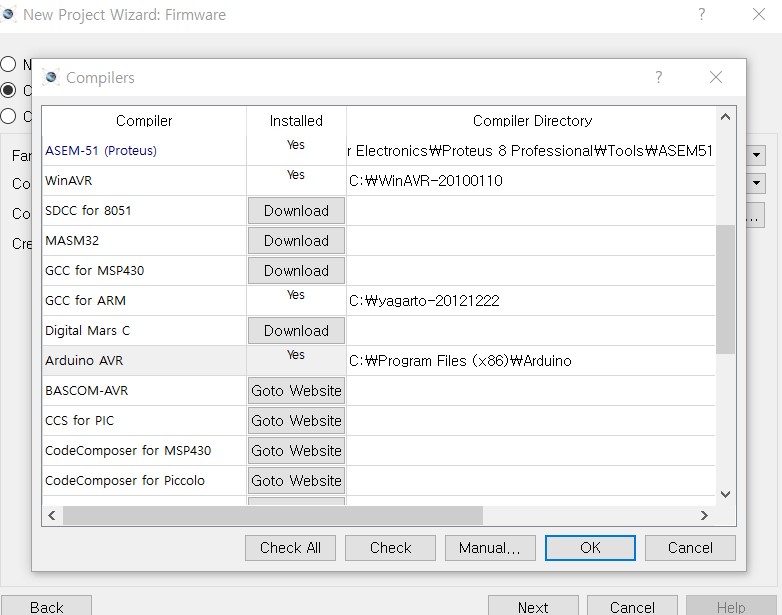 New Project Wizard: Firmware ?
N
Compilers ?
C
C
Compiler Installed Compiler Directory
ASEM-51 (Proteus) Yes r Electronics₩Proteus 8 Professional₩Tools₩ASEM51
Far
WinAVR Yes C:₩WinAVR-20100110
Co
SDCC for 8051 Download
Co ...
MASM32 Download
Cre
GCC for MSP430 Download
GCC for ARM Yes C:₩yagarto-20121222
Digital Mars C Download
Arduino AVR Yes C:₩Program Files (x86)₩Arduino
BASCOM-AVR Goto Website
CCS for PIC Goto Website
CodeComposer for MSP430 Goto Website
CodeComposer for Piccolo Goto Website
Check All Check Manual... OK Cancel
Back Next Cancel Help